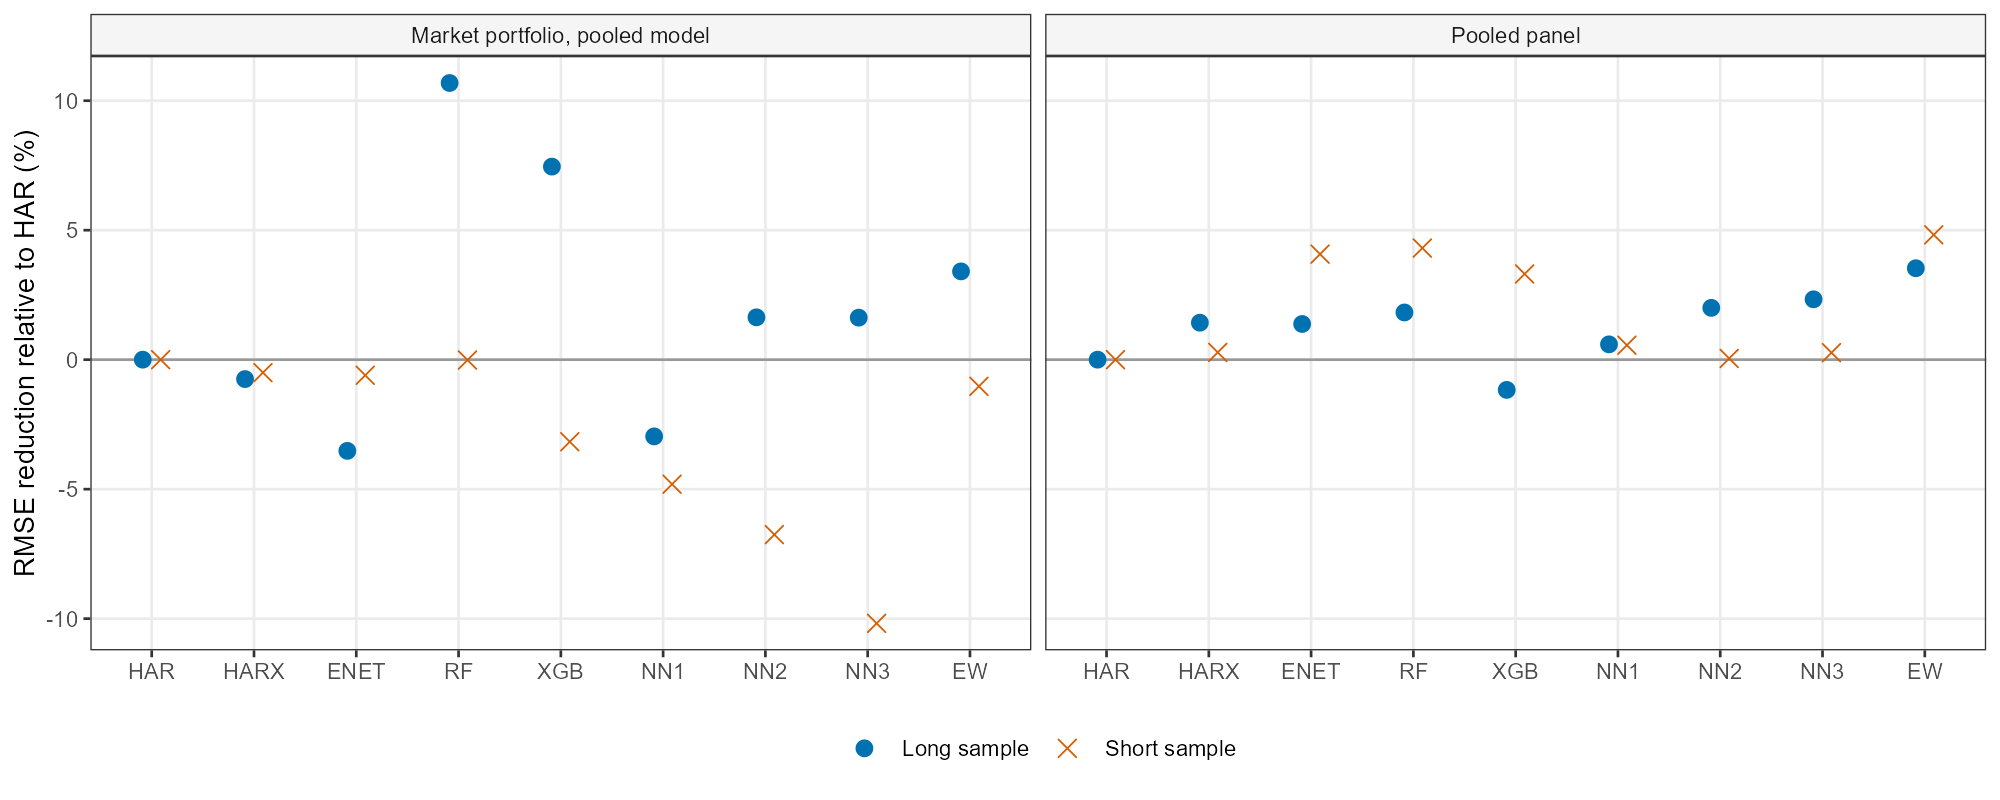 Market portfolio, pooled model
Pooled panel
RMSE reduction relative to HAR (%)
10
5
0
-5
-10
HAR HARX ENET RF XGB NN1 NN2 NN3 EW
HAR HARX ENET RF XGB NN1 NN2 NN3 EW
Long sample
Short sample